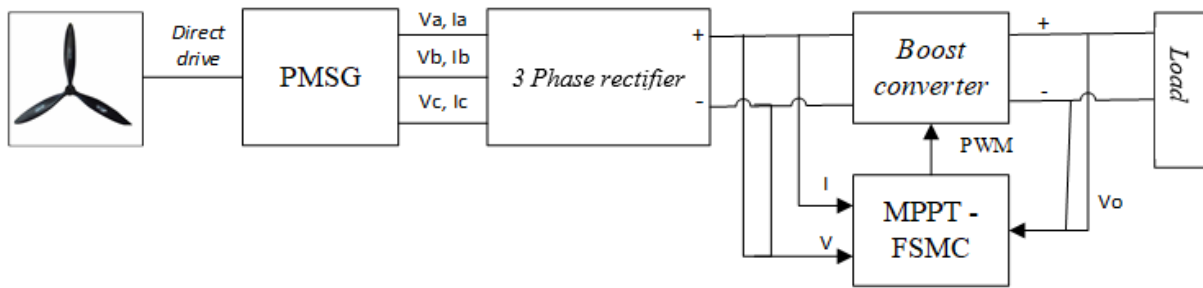 Direct
drive
PMSG
Va, Ia
Vb, Ib
Vc, Ic
3 Phase rectifier
+
-
Boost
converter
+
-
Load
PWM
I
V
MPPT -
FSMC
Vo